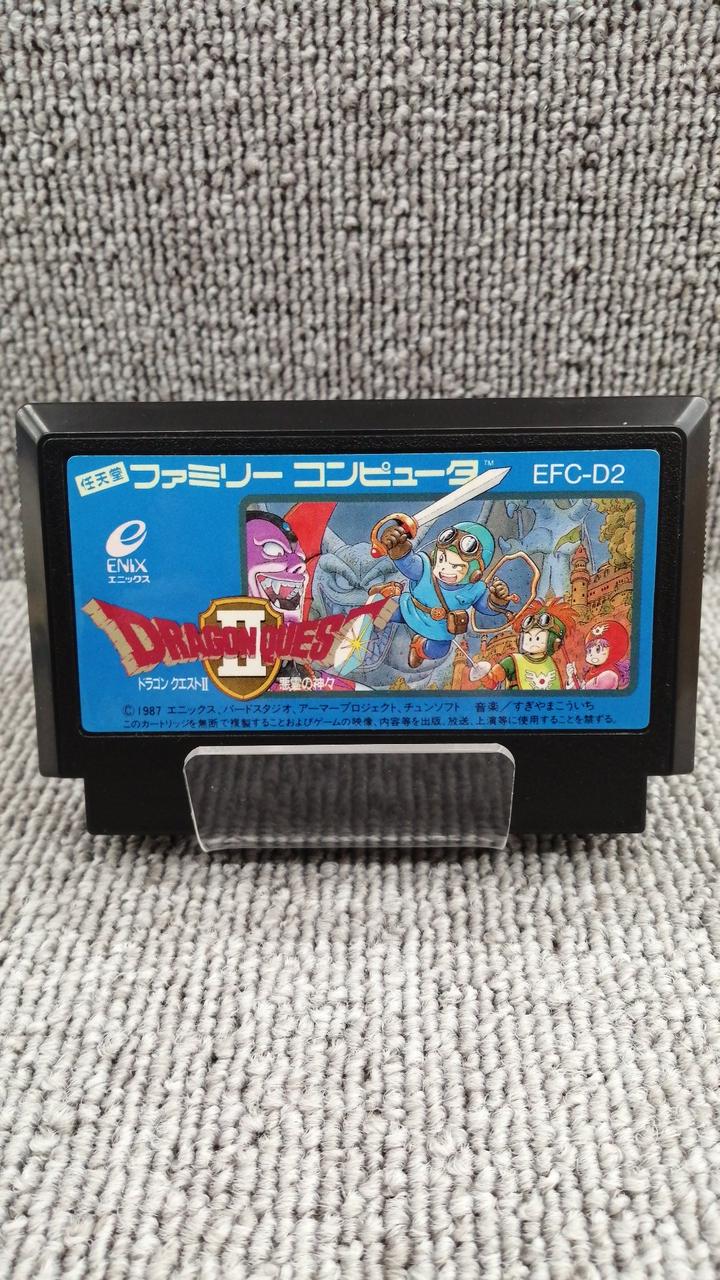 任天堂 ファミリー コンピュータ™ EFC-D2
ENIX
エニックス
DRAGON QUEST
II
ドラゴン クエストII 悪霊の神々
©1987 エニックス、バードスタジオ、アーマープロジェクト、チュンソフト 音楽／すぎやまこういち
このカートリッジを無断で複製することおよびゲームの映像、内容等を出版、放送、上演等に使用することを禁ずる。